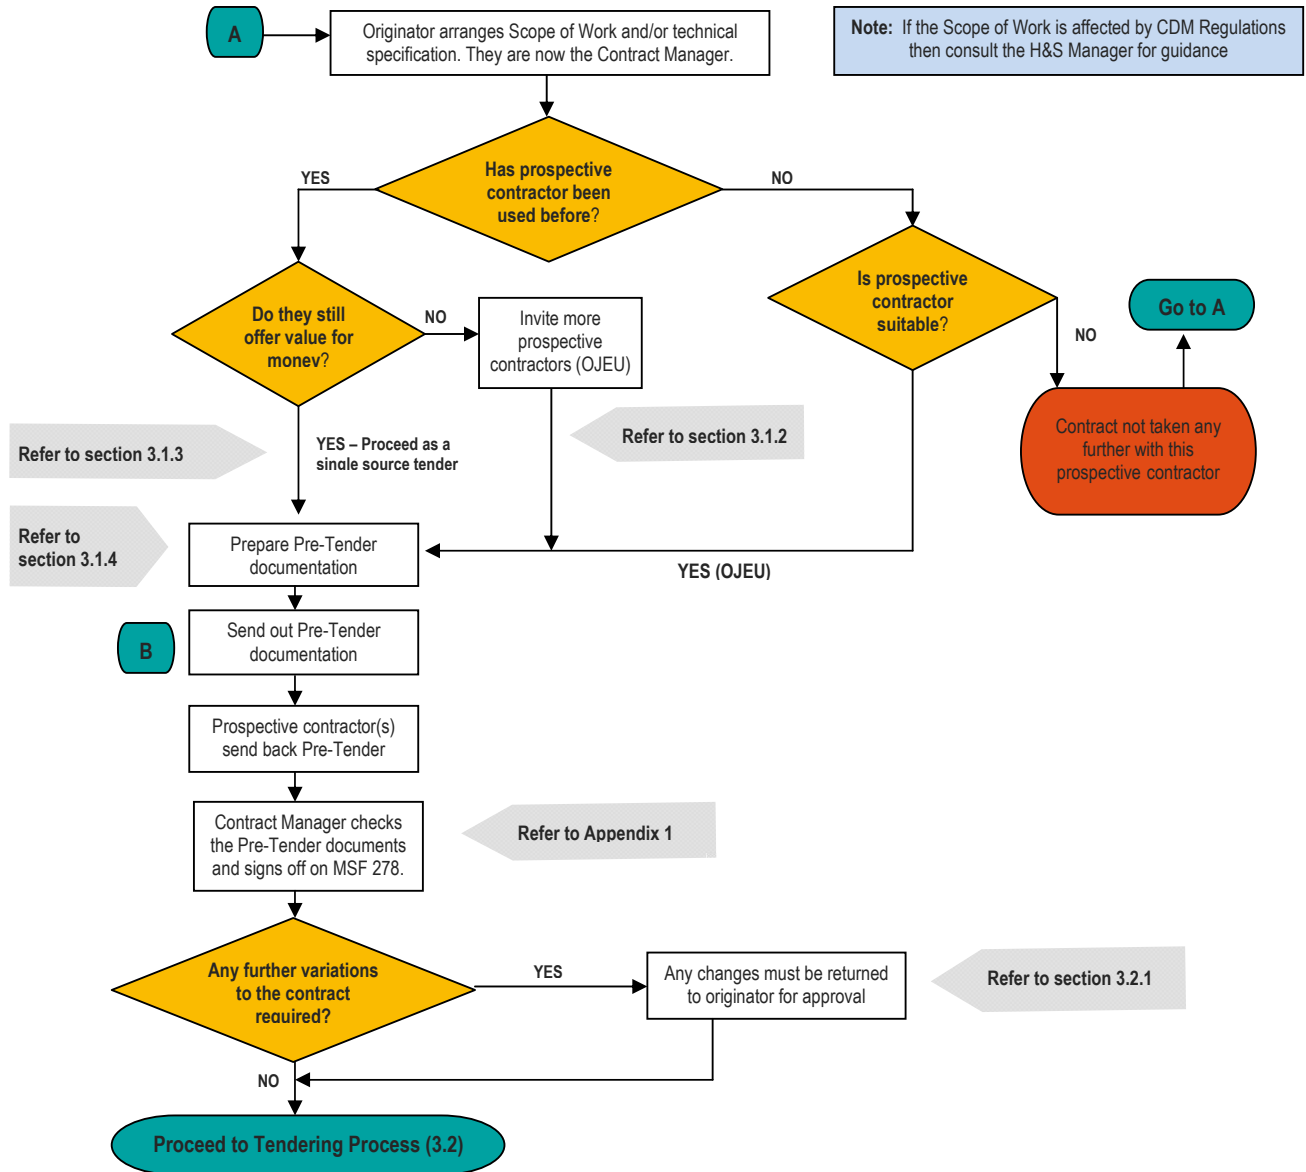 A
Originator arranges Scope of Work and/or technical
specification. They are now the Contract Manager.
Note: If the Scope of Work is affected by CDM Regulations
then consult the H&S Manager for guidance
Has prospective
contractor been
used before?
YES
NO
Is prospective
contractor
suitable?
Do they still
offer value for
money?
NO
Invite more
prospective
contractors (OJEU)
NO
Go to A
Contract not taken any
further with this
prospective contractor
Refer to section 3.1.3
YES – Proceed as a
single source tender
Refer to section 3.1.2
Refer to
section 3.1.4
Prepare Pre-Tender
documentation
YES (OJEU)
B
Send out Pre-Tender
documentation
Prospective contractor(s)
send back Pre-Tender
Contract Manager checks
the Pre-Tender documents
and signs off on MSF 278.
Refer to Appendix 1
Any further variations
to the contract
required?
YES
Any changes must be returned
to originator for approval
Refer to section 3.2.1
NO
Proceed to Tendering Process (3.2)